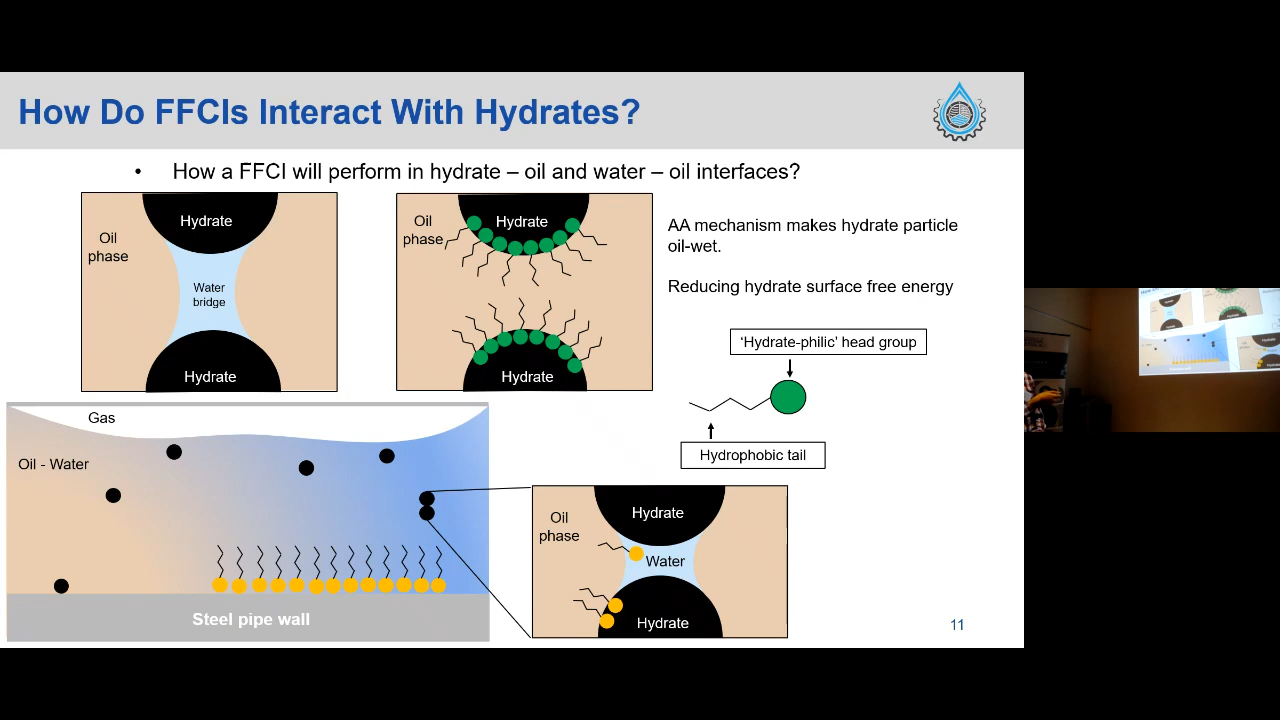 How Do FFCIs Interact With Hydrates?
• How a FFCI will perform in hydrate – oil and water – oil interfaces?
Hydrate
Oil
phase
Water
bridge
Hydrate
Oil
phase
Hydrate
Hydrate
AA mechanism makes hydrate particle
oil-wet.
Reducing hydrate surface free energy
‘Hydrate-philic’ head group
Hydrophobic tail
Gas
Oil - Water
Steel pipe wall
Oil
phase
Hydrate
Water
Hydrate
11